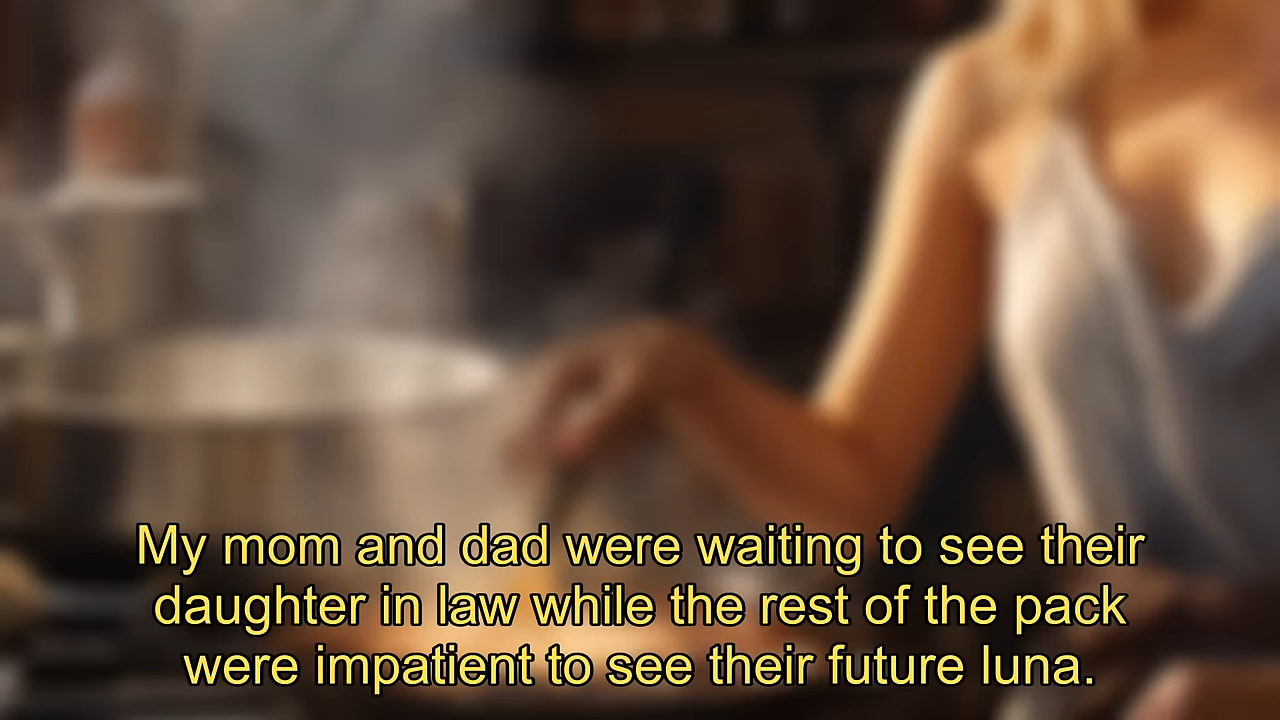 My mom and dad were waiting to see their
daughter in law while the rest of the pack
were impatient to see their future luna.